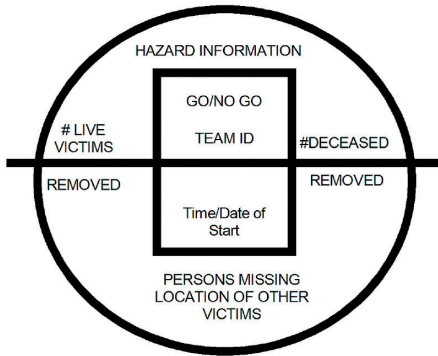 HAZARD INFORMATION
GO/NO GO
# LIVE
VICTIMS
TEAM ID
#DECEASED
REMOVED
REMOVED
Time/Date of
Start
PERSONS MISSING
LOCATION OF OTHER
VICTIMS